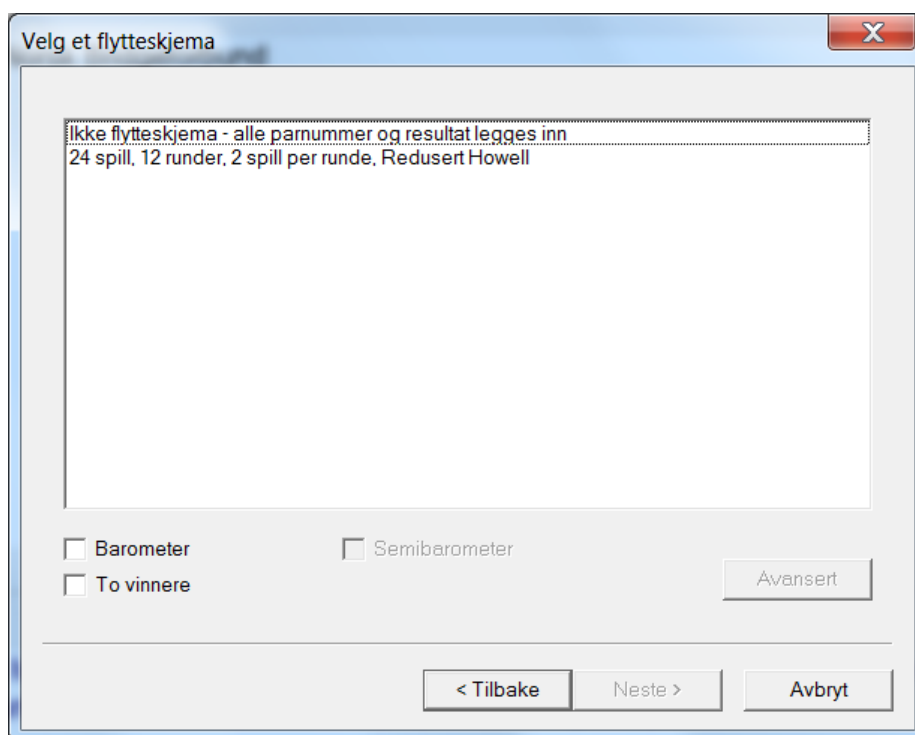 Velg et flytteskjema
Ikke flytteskjema - alle parnummer og resultat legges inn
24 spill, 12 runder, 2 spill per runde, Redusert Howell
Barometer
Semibarometer
To vinnere
Avansert
< Tilbake
Neste >
Avbryt